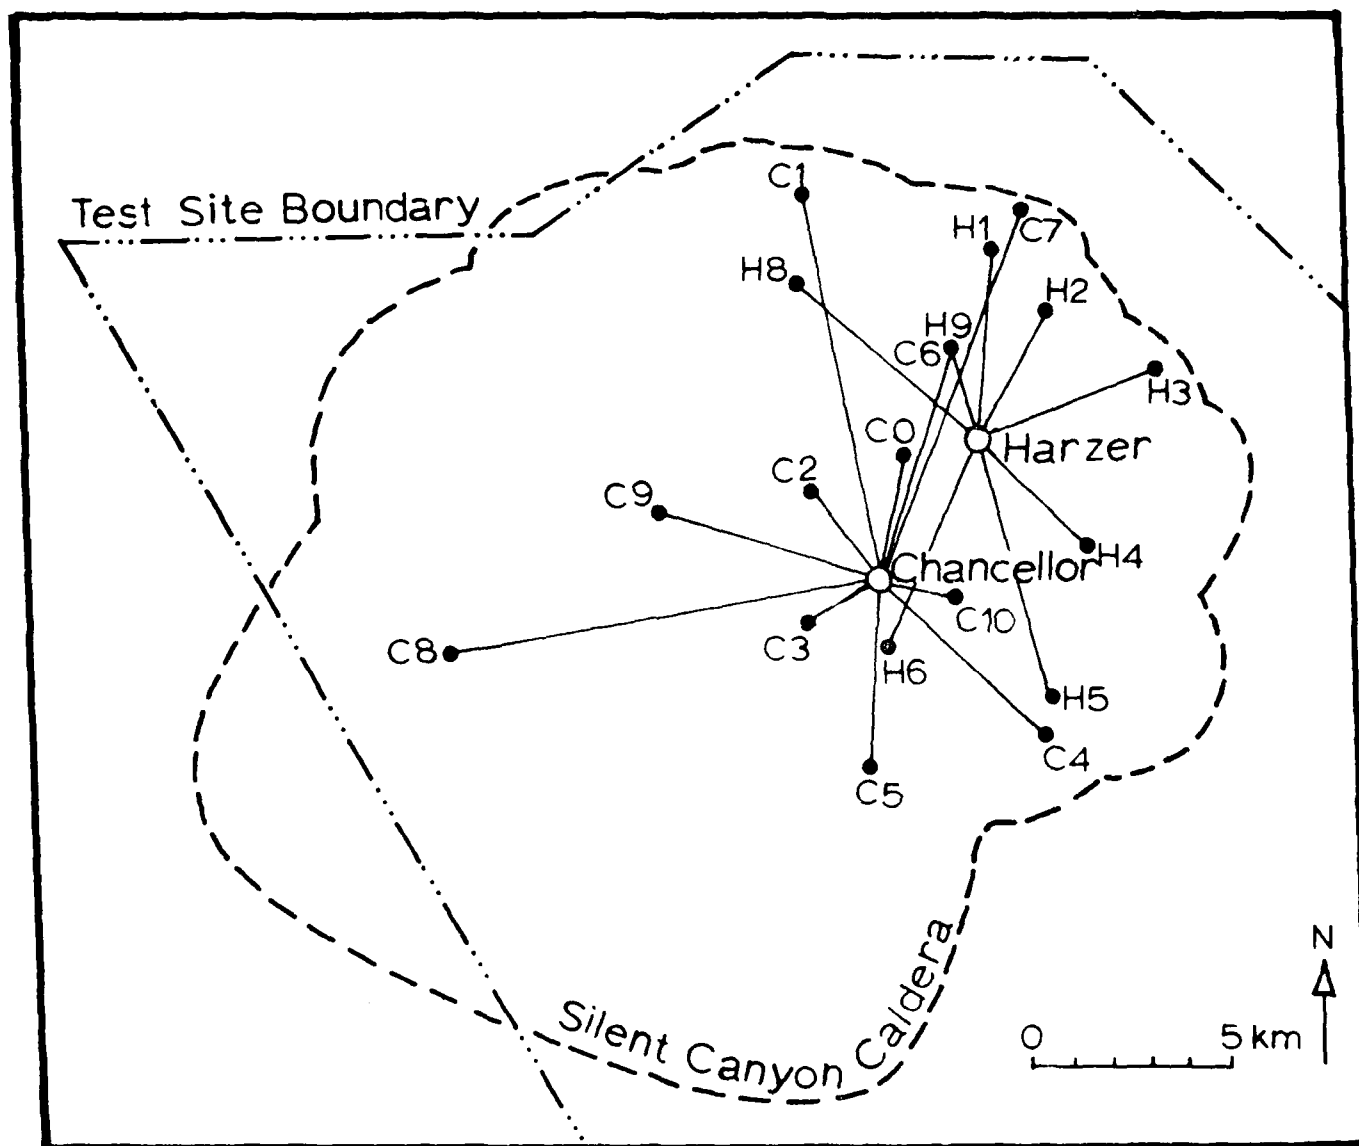 C1
Test Site Boundary
H1
C7
H8
H2
H9
C6
H3
C0
Harzer
C2
C9
H4
Chancellor
C10
C3
C8
H6
H5
C4
C5
N
Silent Canyon Caldera
0 5 km